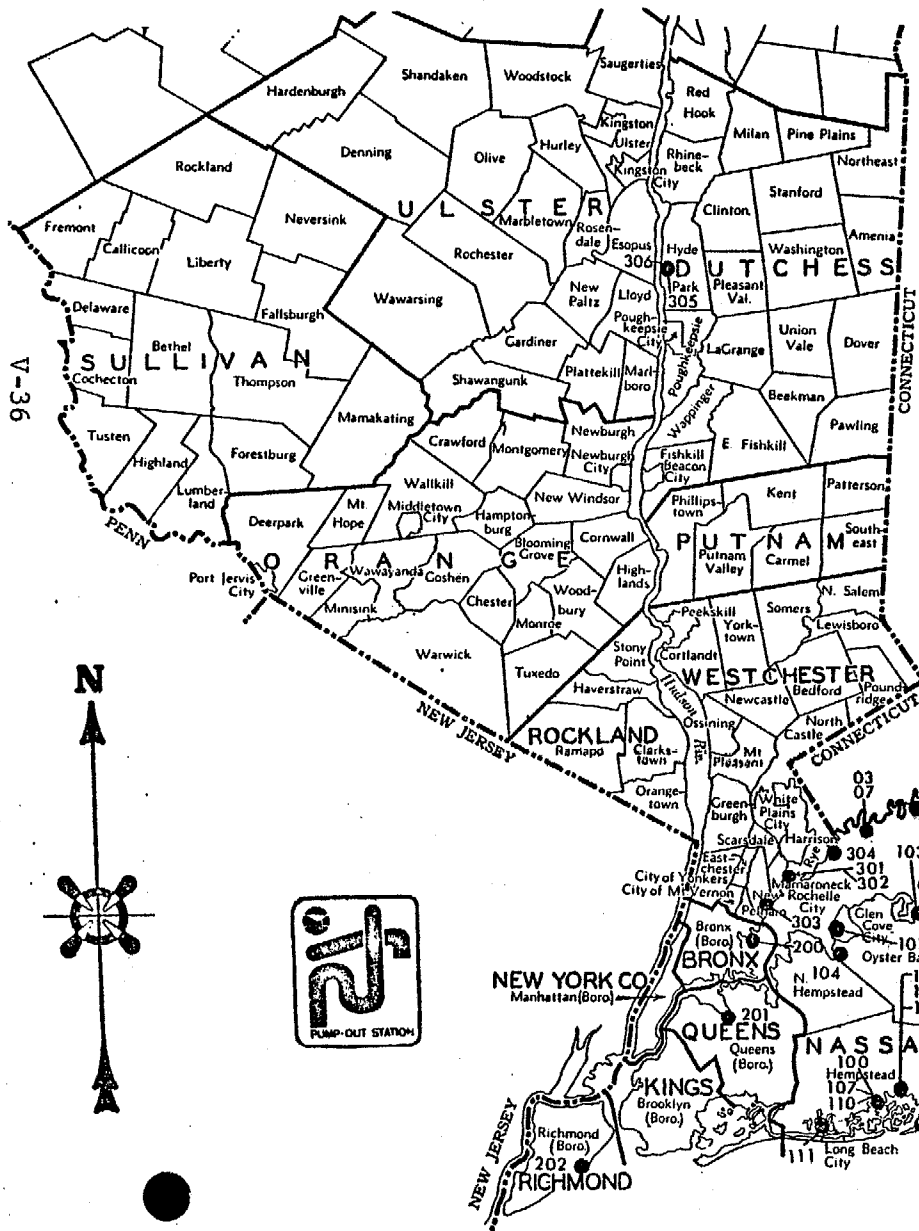 Saugerties
Shandaken
Woodstock
Hardenburgh
Red
Hook
Kingston
Ulster
Milan
Pine Plains
Denning
Olive
Hurley
Rhine-
beck
Northeast
Rockland
Kingston
City
Stanford
ULSTER
Marbletown
Clinton
Neversink
Fremont
Rosen-
dale
Esopus
306
Hyde
Park
305
Washington
Amenia
DUTCHESS
Callicoon
Liberty
Rochester
Pleasant
Val.
Wawarsing
New
Paltz
Lloyd
Delaware
Fallsburgh
Pough-
keepsie
City
Poughkeepsie
Union
Vale
Dover
CONNECTICUT
Bethel
Gardiner
LaGrange
SULLIVAN
V-36
Cochecton
Thompson
Shawangunk
Plattekill
Marl-
boro
Beekman
Mamakating
Wappinger
Tusten
Crawford
Newburgh
Pawling
Highland
Forestburg
Montgomery
Newburgh
City
Fishkill
Beacon
City
E. Fishkill
Wallkill
Lumber-
land
Middletown
City
New Windsor
Phillips-
town
Kent
Patterson
PENN
Deerpark
Mt.
Hope
Hampton-
burg
Blooming
Grove
Cornwall
PUTNAM
South-
east
ORANGE
Putnam
Valley
Carmel
Port Jervis
City
Green-
ville
Wawayanda
Goshen
High-
lands
Minisink
Chester
Wood-
bury
Monroe
Peekskill
Somers
N. Salem
York-
town
Lewisboro
Warwick
Stony
Point
Cortlandt
Tuxedo
WESTCHESTER
N
Haverstraw
Hudson
Riv.
Newcastle
Bedford
Pound-
ridge
NEW JERSEY
Ossining
North
Castle
CONNECTICUT
ROCKLAND
Ramapo
Clarks-
town
Mt
Pleasant
Orange-
town
Green-
burgh
White
Plains
City
03
07
Scarsdale
Harrison
Rye
304
301
302
East-
chester
City of Yonkers
City of Mt Vernon
Mamaroneck
New
Rochelle
City
Pelham
303
Glen
Cove
City
Oyster Ba
Bronx
(Boro)
200
BRONX
104
N.
Hempstead
NEW YORK CO
Manhattan(Boro)
PUMP-OUT STATION
201
QUEENS
Queens
(Boro.)
NASSA
100
Hempstead
107
110
KINGS
Brooklyn
(Boro.)
NEW JERSEY
Richmond
(Boro.)
202
RICHMOND
111
Long Beach
City